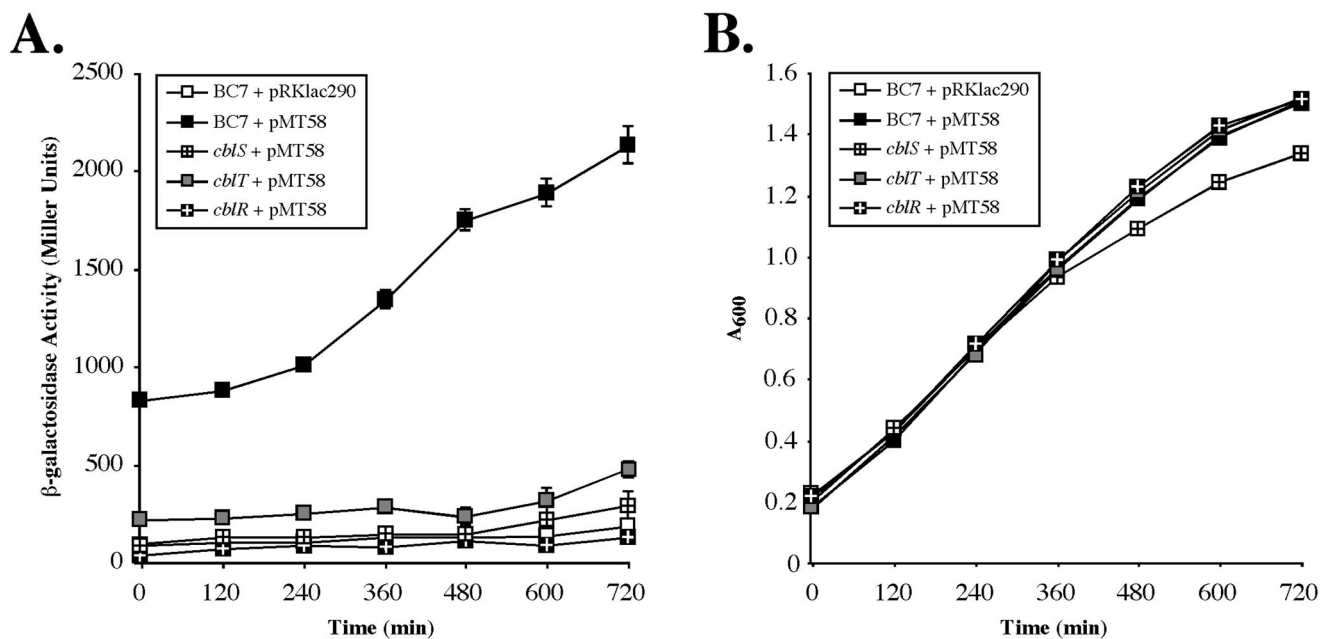 A.
2500
2000
1500
1000
500
0
β-galactosidase Activity (Miller Units)
BC7 + pRKlac290
BC7 + pMT58
cblS + pMT58
cblT + pMT58
cblR + pMT58
0 120 240 360 480 600 720
Time (min)
B.
1.6
1.4
1.2
1.0
0.8
0.6
0.4
0.2
0
A600
BC7 + pRKlac290
BC7 + pMT58
cblS + pMT58
cblT + pMT58
cblR + pMT58
0 120 240 360 480 600 720
Time (min)